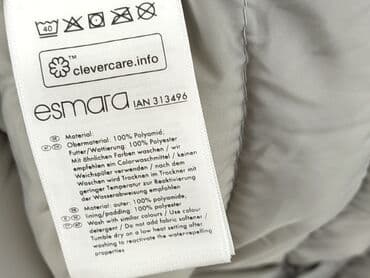 40
™
clevercare.info
esmara IAN 313496
Material:
Obermaterial: 100% Polyamid,
Futter/Wattierung: 100% Polyester
Mit ähnlichen Farben waschen / wir
empfehlen ein Colorwaschmittel / keinen
Weichspüler verwenden / nach dem
Waschen wird Trocknen im Trockner mit
geringer Temperatur zur Reaktivierung
der Wasserabweisung empfohlen
Material: outer: 100% polyamide,
lining/padding: 100% polyester
Wash with similar colours / Use colour
detergent / Do not add fabric softener /
Tumble dry on a low heat setting after
washing to reactivate the water-repelling
properties